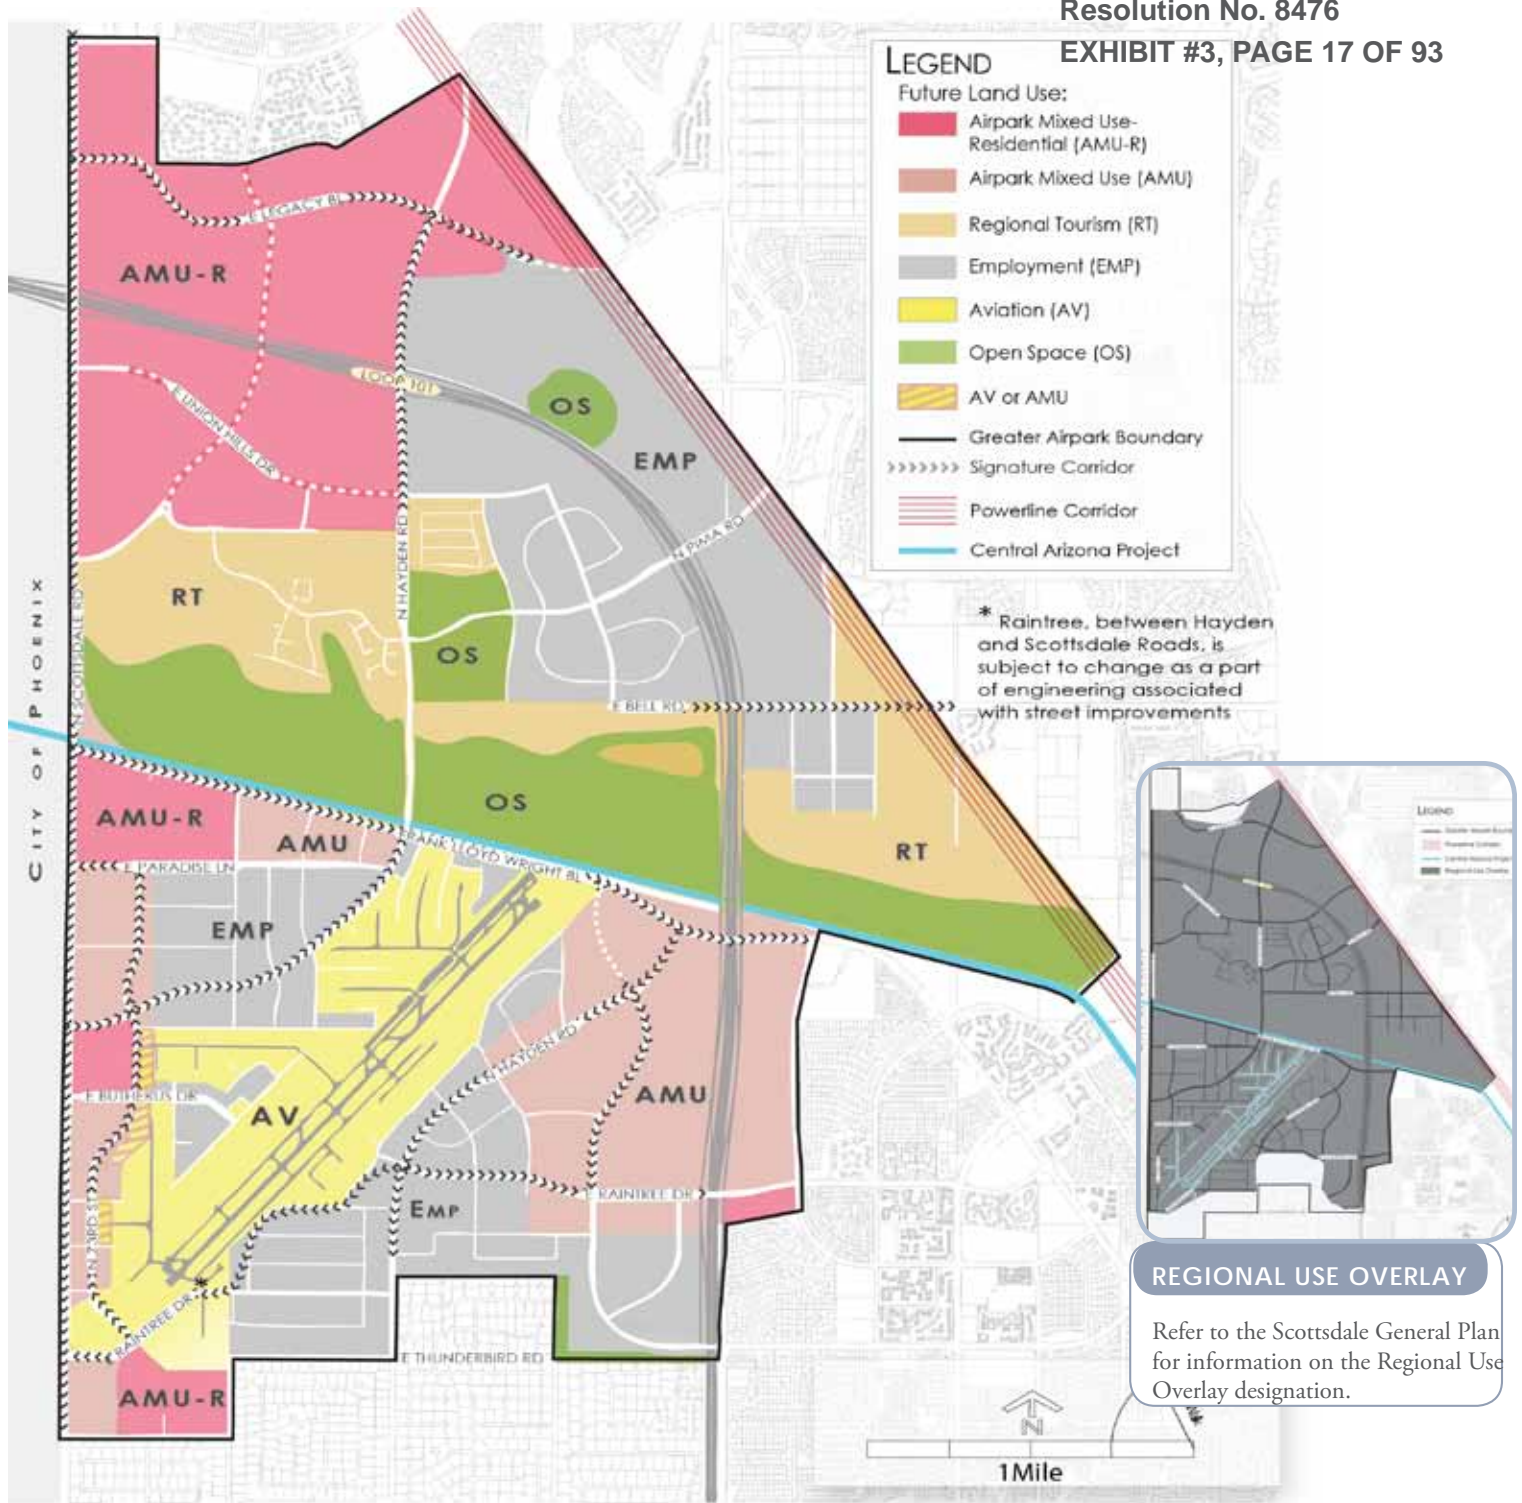 Resolution No. 8476
EXHIBIT #3, PAGE 17 OF 93
LEGEND
Future Land Use:
Airpark Mixed Use-
Residential (AMU-R)
Airpark Mixed Use (AMU)
Regional Tourism (RT)
Employment (EMP)
Aviation (AV)
Open Space (OS)
AV or AMU
Greater Airpark Boundary
Signature Corridor
Powerline Corridor
Central Arizona Project
* Raintree, between Hayden
and Scottsdale Roads, is
subject to change as a part
of engineering associated
with street improvements
E LEGACY BL
AMU-R
LOOP 101
OS
E UNION HILLS DR
EMP
N HAYDEN RD
N PIMA RD
CITY OF PHOENIX
N SCOTTSDALE RD
RT
OS
E BELL RD
OS
AMU-R
AMU
FRANK LLOYD WRIGHT BL
RT
E PARADISE LN
EMP
N HAYDEN RD
E BUTHERUS DR
AV
AMU
E RAINTREE DR
EMP
N 73RD ST
*
RAINTREE DR
E THUNDERBIRD RD
AMU-R
N
1Mile
LEGEND
REGIONAL USE OVERLAY
Refer to the Scottsdale General Plan
for information on the Regional Use
Overlay designation.